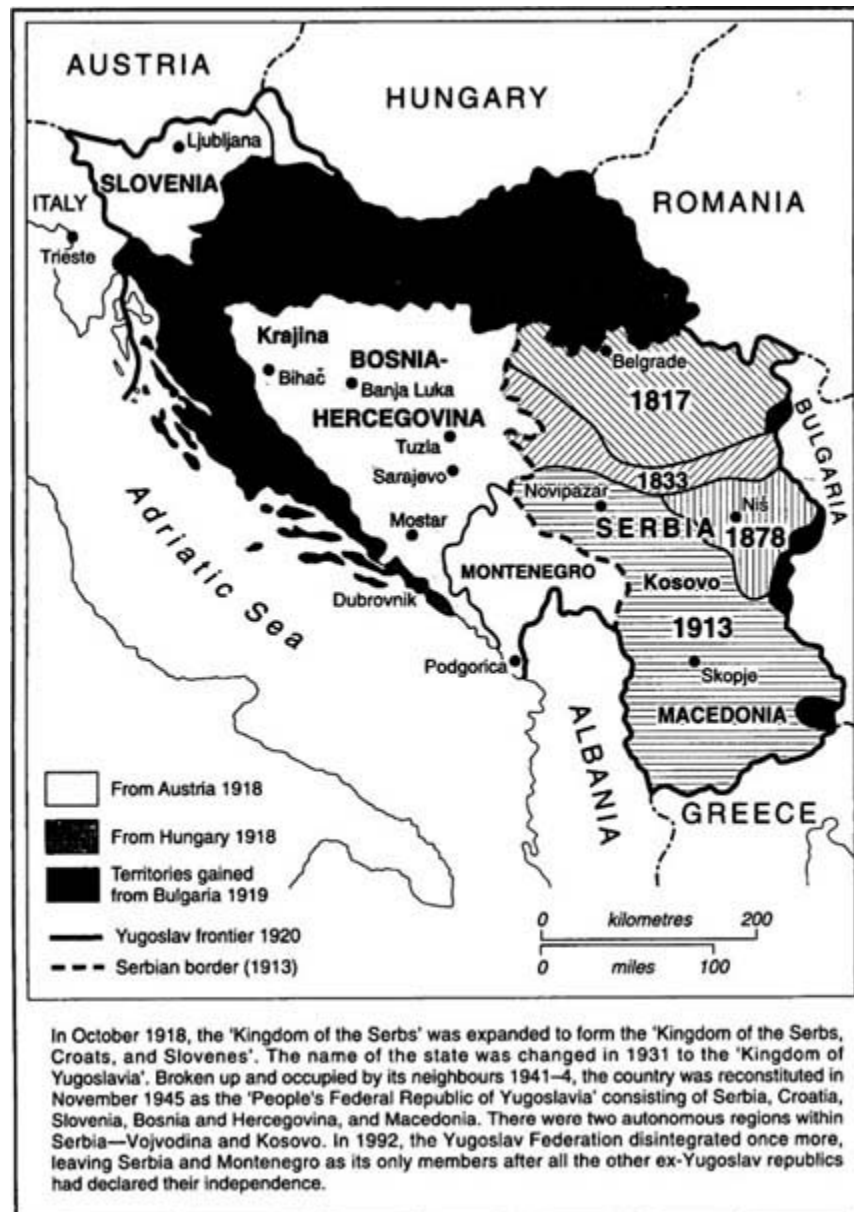 AUSTRIA
HUNGARY
Ljubljana
SLOVENIA
ITALY
ROMANIA
Trieste
Krajina
BOSNIA-
Belgrade
Bihač
Banja Luka
1817
HERCEGOVINA
BULGARIA
Tuzla
1833
Sarajevo
Novipazar
Niš
SERBIA
1878
Mostar
Adriatic Sea
MONTENEGRO
Kosovo
Dubrovnik
1913
Podgorica
Skopje
ALBANIA
MACEDONIA
From Austria 1918
GREECE
From Hungary 1918
Territories gained
from Bulgaria 1919
0 kilometres 200
Yugoslav frontier 1920
Serbian border (1913)
0 miles 100
In October 1918, the 'Kingdom of the Serbs' was expanded to form the 'Kingdom of the Serbs,
Croats, and Slovenes'. The name of the state was changed in 1931 to the 'Kingdom of
Yugoslavia'. Broken up and occupied by its neighbours 1941–4, the country was reconstituted in
November 1945 as the 'People's Federal Republic of Yugoslavia' consisting of Serbia, Croatia,
Slovenia, Bosnia and Hercegovina, and Macedonia. There were two autonomous regions within
Serbia—Vojvodina and Kosovo. In 1992, the Yugoslav Federation disintegrated once more,
leaving Serbia and Montenegro as its only members after all the other ex-Yugoslav republics
had declared their independence.